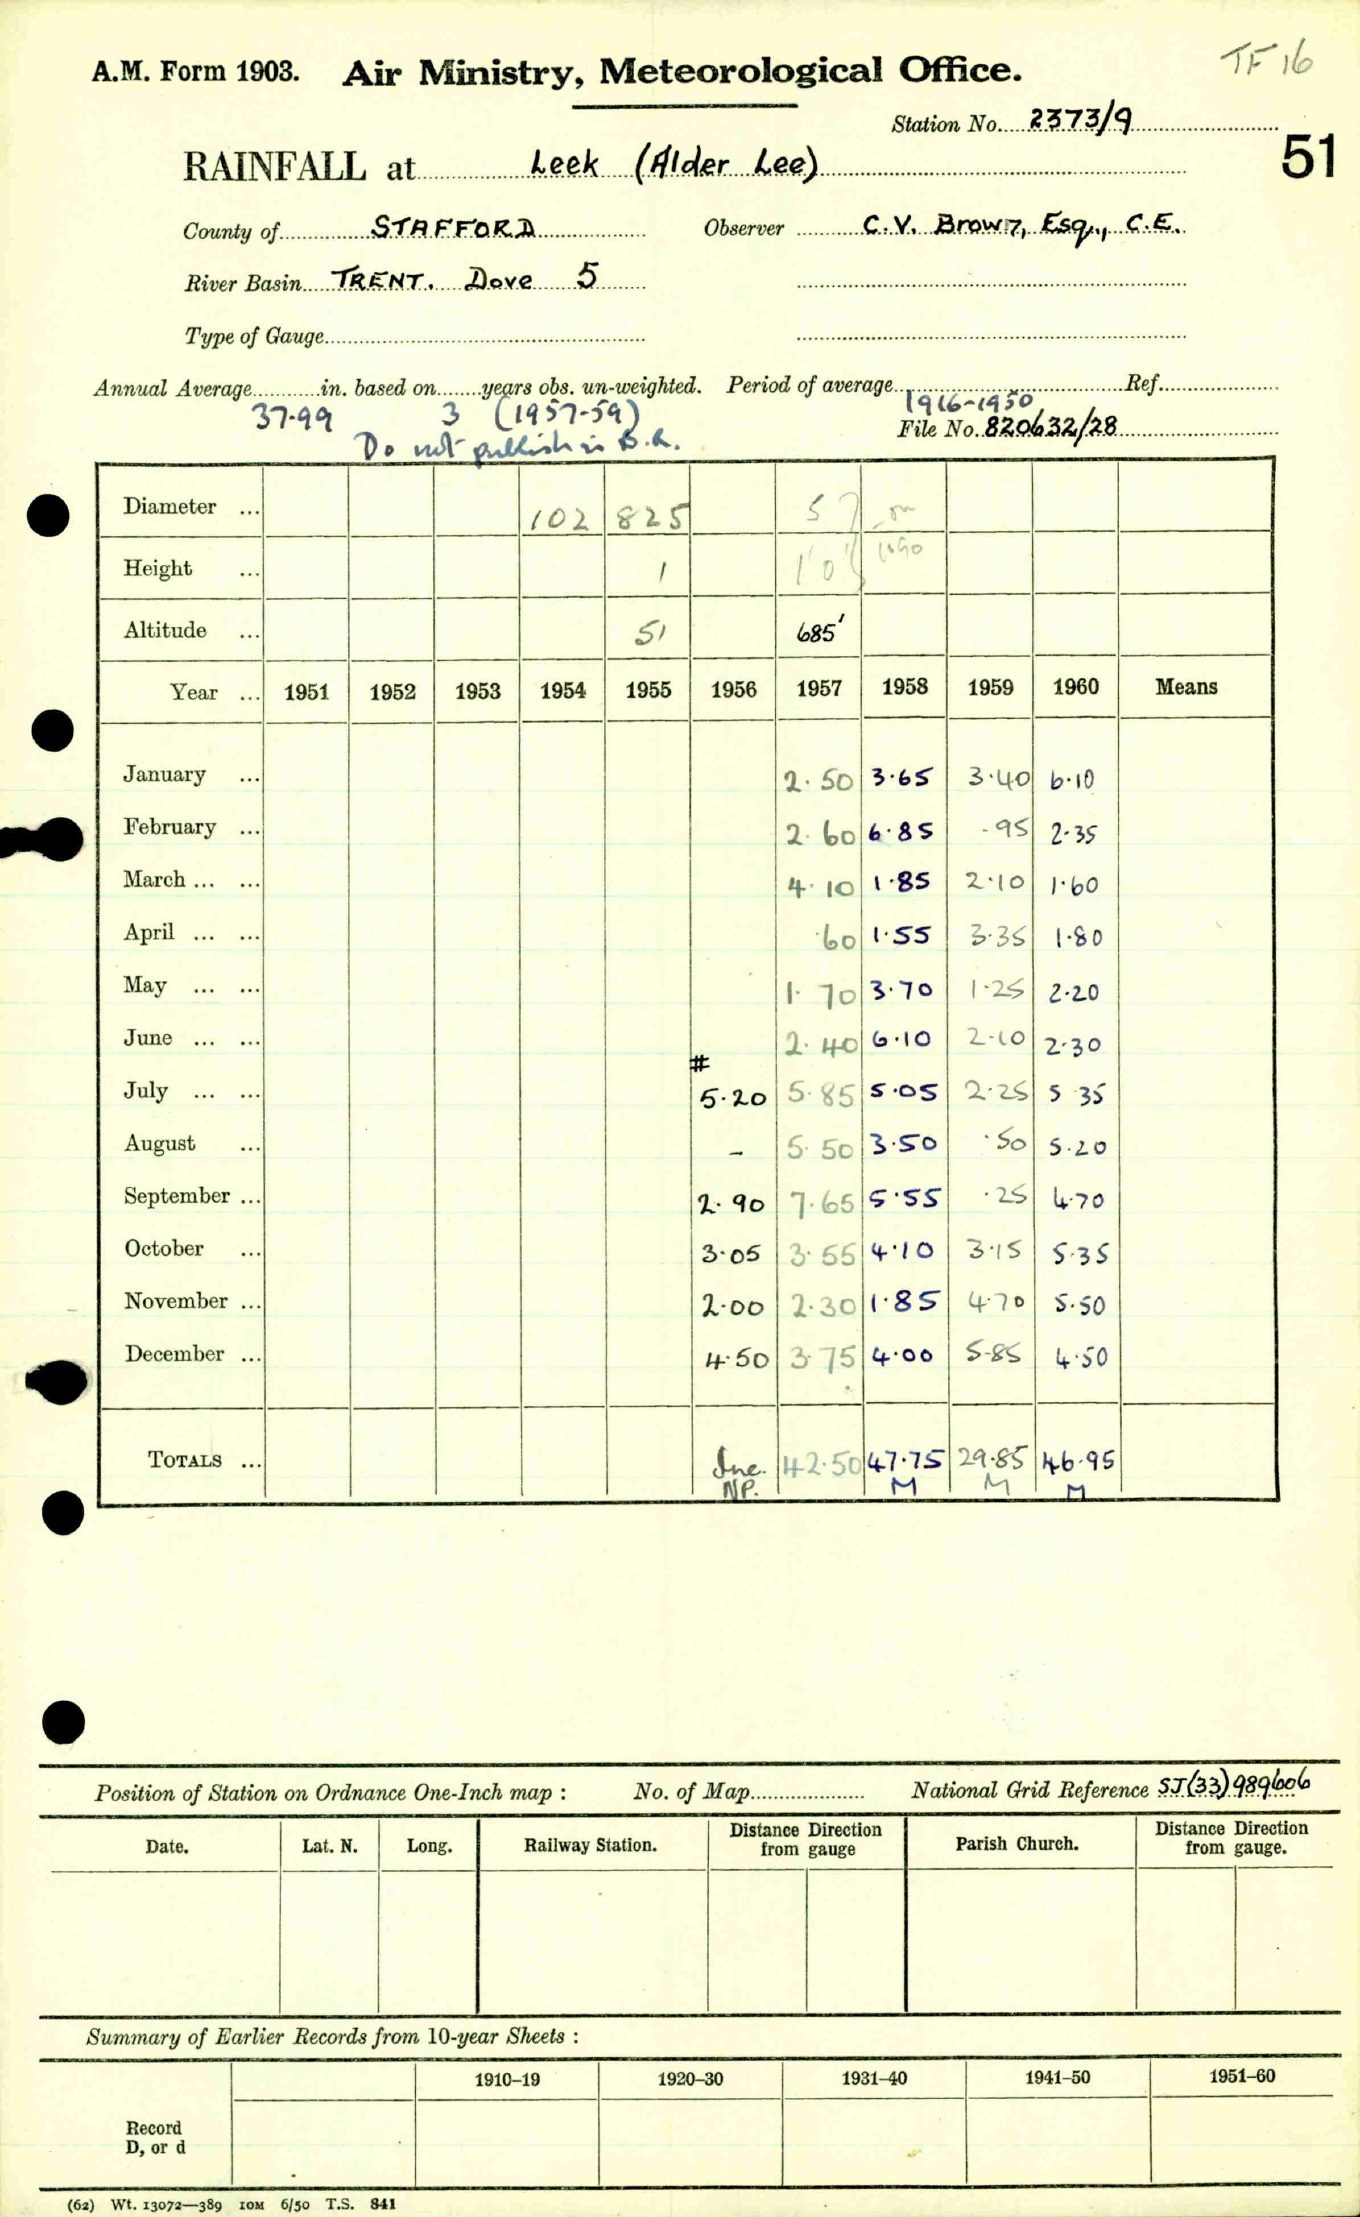 TF 16
A.M. Form 1903. Air Ministry, Meteorological Office.
Station No. 2373/9
51
RAINFALL at Leek (Alder Lee)
County of STAFFORD Observer C.V. Brown, Esq., C.E.
River Basin TRENT. Dove 5
Type of Gauge
Annual Average in. based on years obs. un-weighted. Period of average Ref.
37.99 3 (1957-59) 1916-1950
Do not publish in B.R. File No. 820632/28
Diameter ... 102 825 5
Height ... 1 1'0"
Altitude ... 51 685'
Year ... 1951 1952 1953 1954 1955 1956 1957 1958 1959 1960 Means
January ... 2.50 3.65 3.40 6.10
February ... 2.60 6.85 .95 2.35
March ... ... 4.10 1.85 2.10 1.60
April ... ... .60 1.55 3.35 1.80
May ... ... 1.70 3.70 1.25 2.20
June ... ... 2.40 6.10 2.10 2.30
#
July ... ... 5.20 5.85 5.05 2.25 5 35
August ... - 5.50 3.50 .50 5.20
September ... 2.90 7.65 5.55 .25 4.70
October ... 3.05 3.55 4.10 3.15 5.35
November ... 2.00 2.30 1.85 4.70 5.50
December ... 4.50 3.75 4.00 5.85 4.50
TOTALS ... Inc. 42.50 47.75 29.85 46.95
NP. M M M
Position of Station on Ordnance One-Inch map : No. of Map National Grid Reference SJ(33)989606
Date. Lat. N. Long. Railway Station. Distance from Direction gauge Parish Church. Distance from Direction gauge.
Summary of Earlier Records from 10-year Sheets :
1910–19 1920–30 1931–40 1941–50 1951–60
Record
D, or d
(62) Wt. 13072—389 10M 6/50 T.S. 841